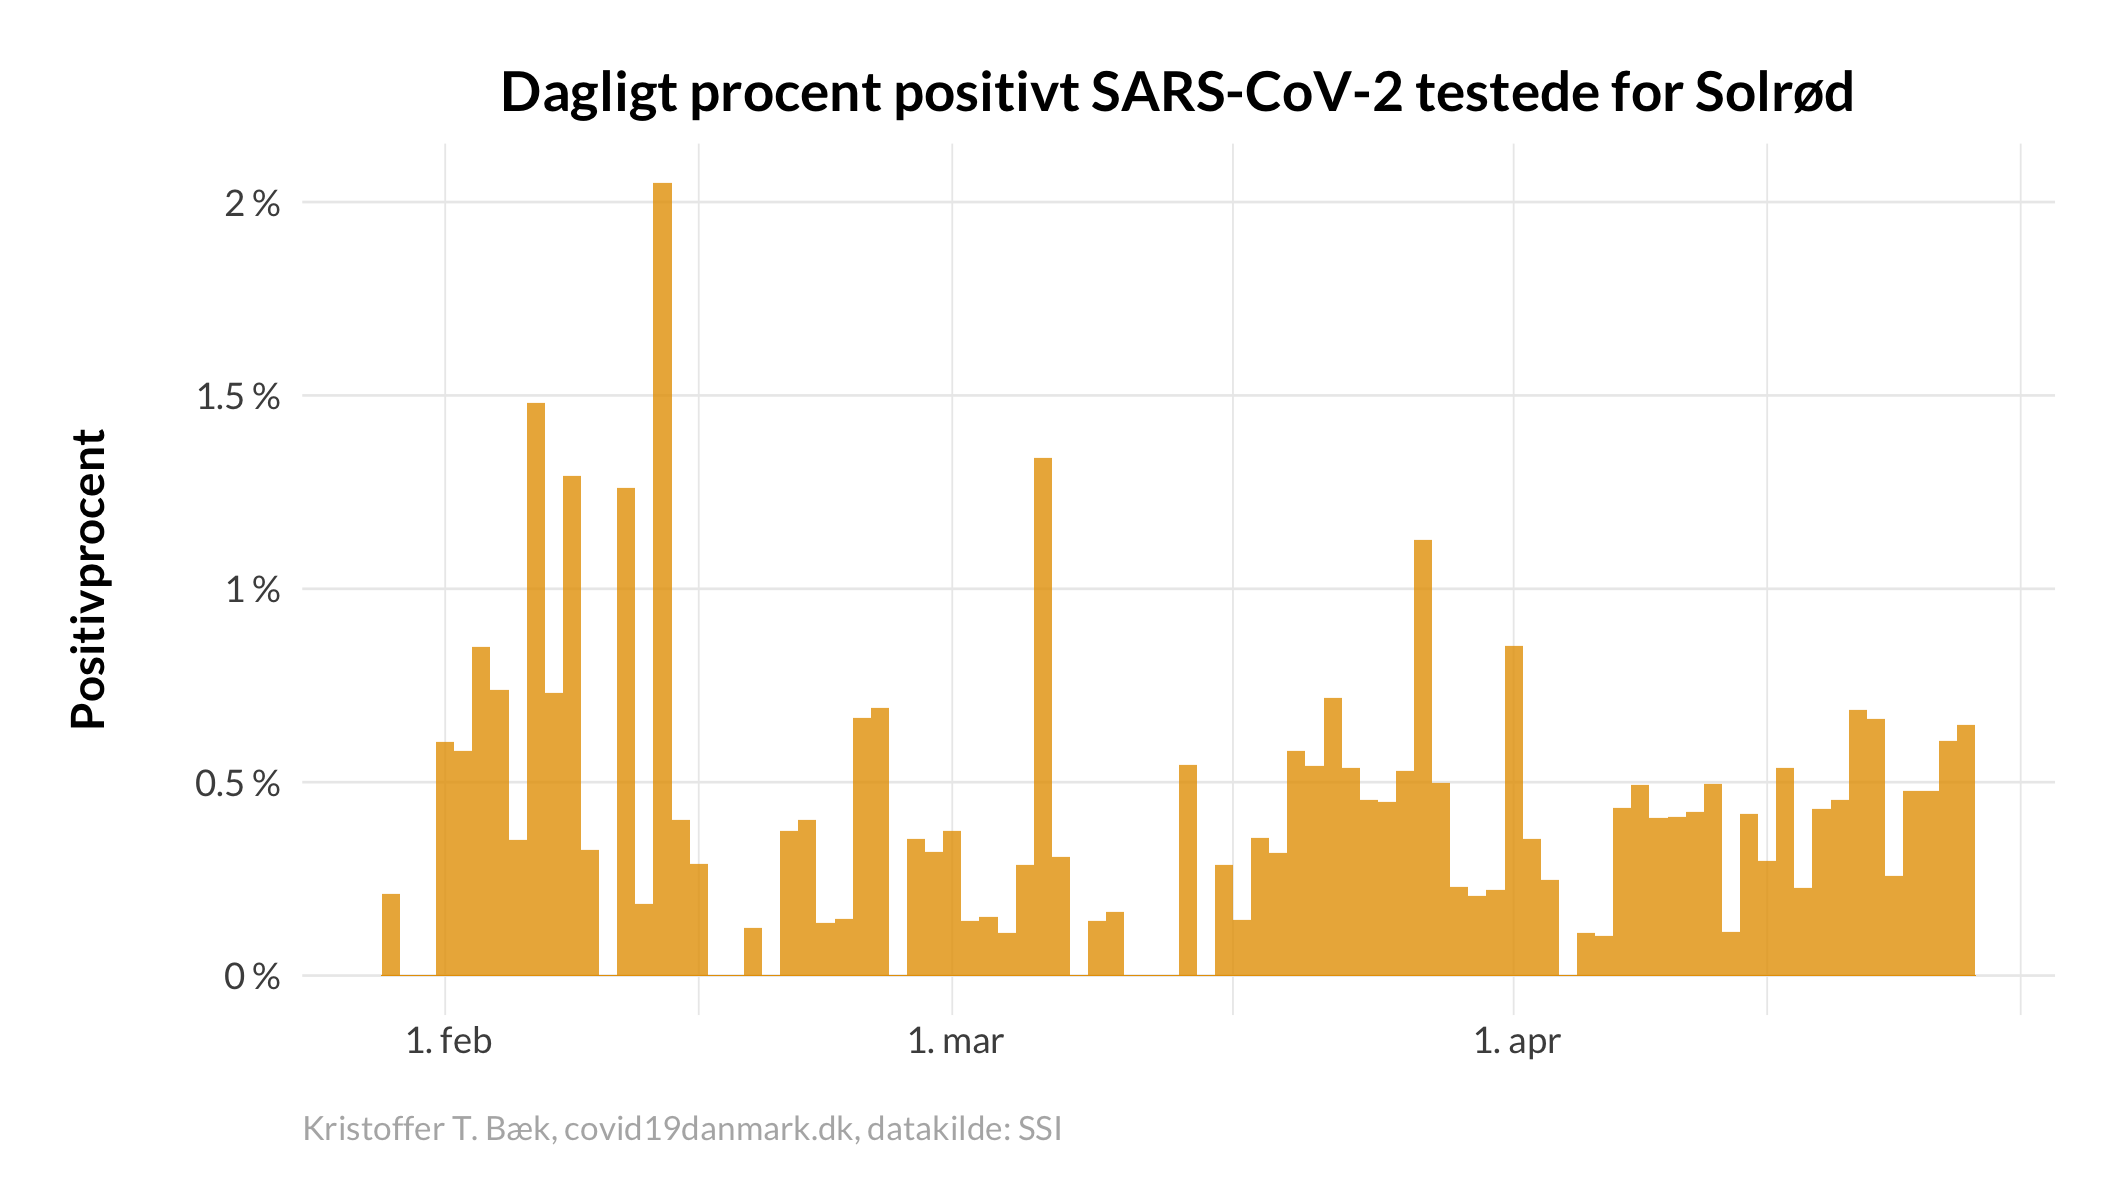 Dagligt procent positivt SARS-CoV-2 testede for Solrød
Positivprocent
2 %
1.5 %
1 %
0.5 %
0 %
1. feb
1. mar
1. apr
Kristoffer T. Bæk, covid19danmark.dk, datakilde: SSI